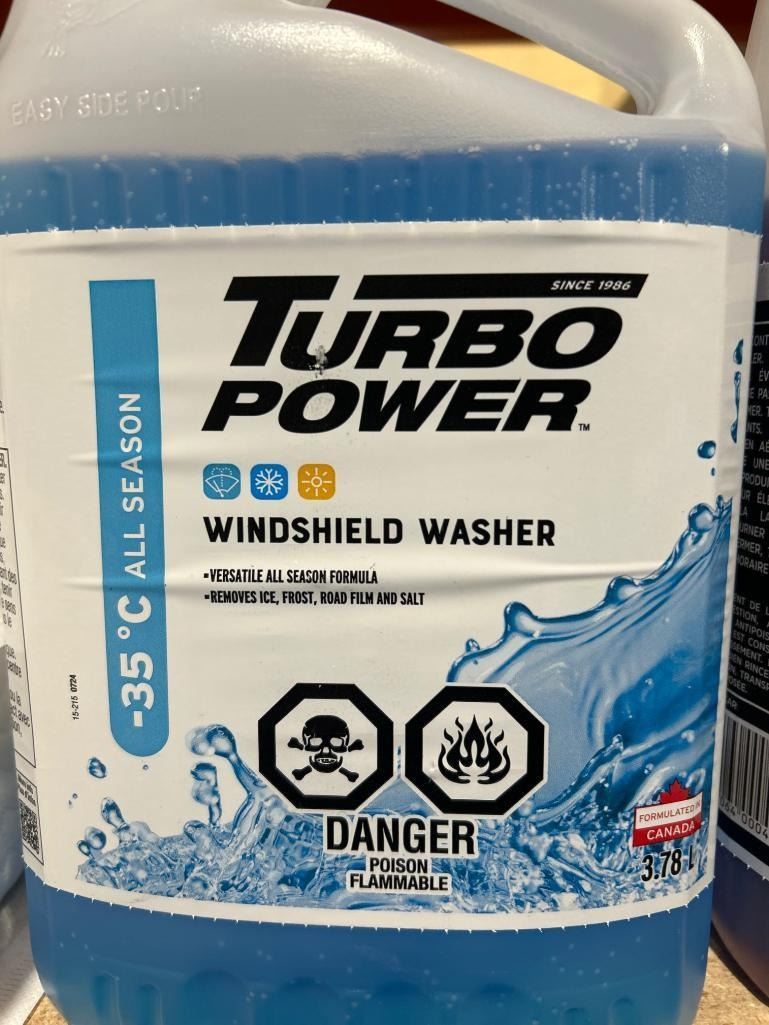 EASY SIDE POUR
SINCE 1986
TURBO
POWER™
-35°C ALL SEASON
WINDSHIELD WASHER
▪VERSATILE ALL SEASON FORMULA
▪REMOVES ICE, FROST, ROAD FILM AND SALT
15-215 0724
DANGER
POISON
FLAMMABLE
FORMULATED IN
CANADA
3.78 L